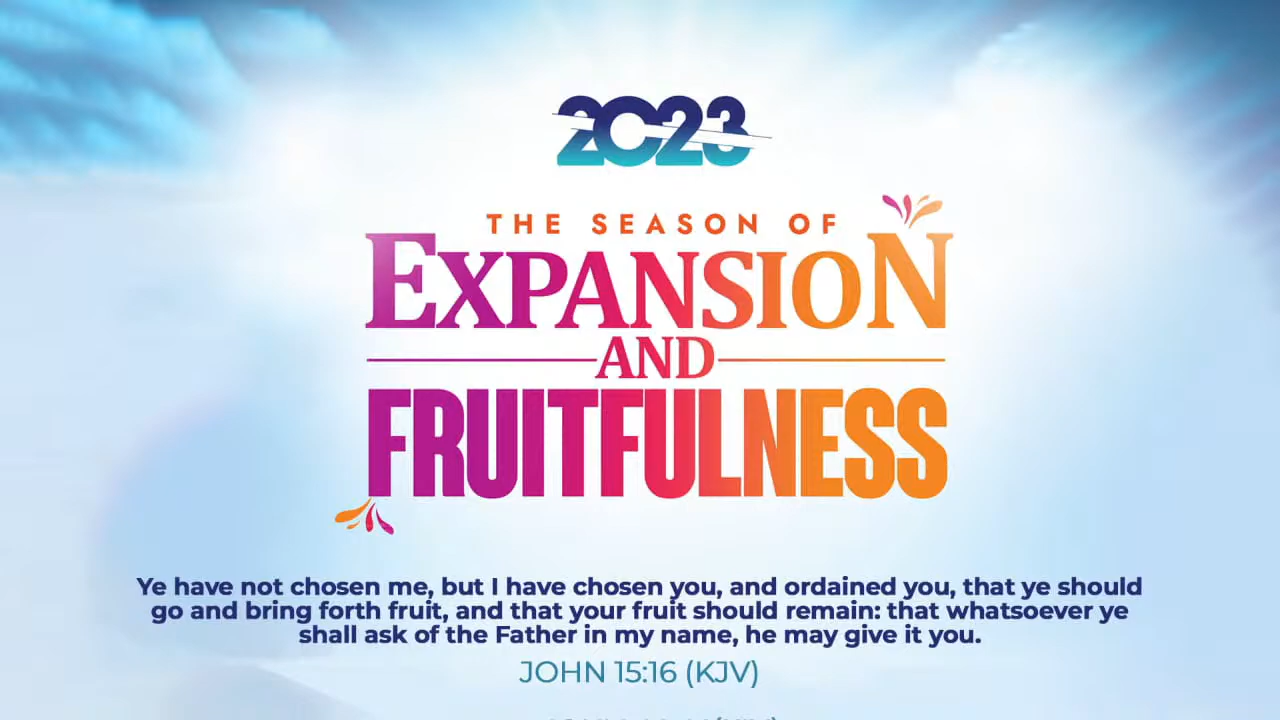 2023
THE SEASON OF
EXPANSION
AND
FRUITFULNESS
Ye have not chosen me, but I have chosen you, and ordained you, that ye should
go and bring forth fruit, and that your fruit should remain: that whatsoever ye
shall ask of the Father in my name, he may give it you.
JOHN 15:16 (KJV)